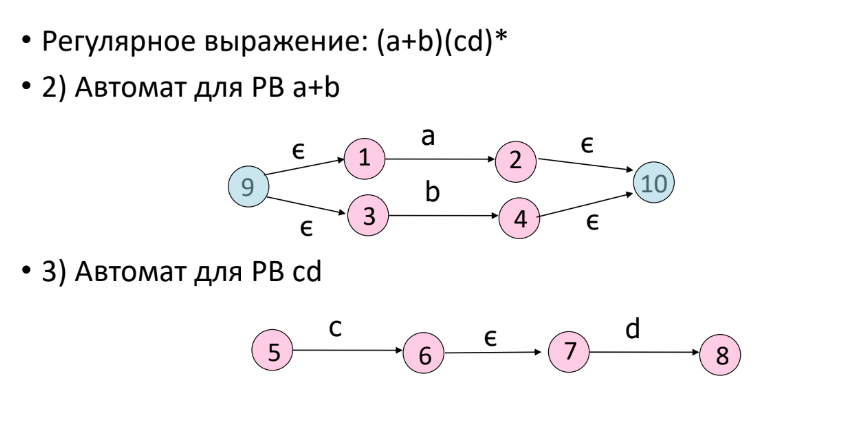 • Регулярное выражение: (a+b)(cd)*
• 2) Автомат для РВ a+b
ϵ 1 a 2 ϵ
9 10
ϵ 3 b 4 ϵ
• 3) Автомат для РВ cd
5 c 6 ϵ 7 d 8